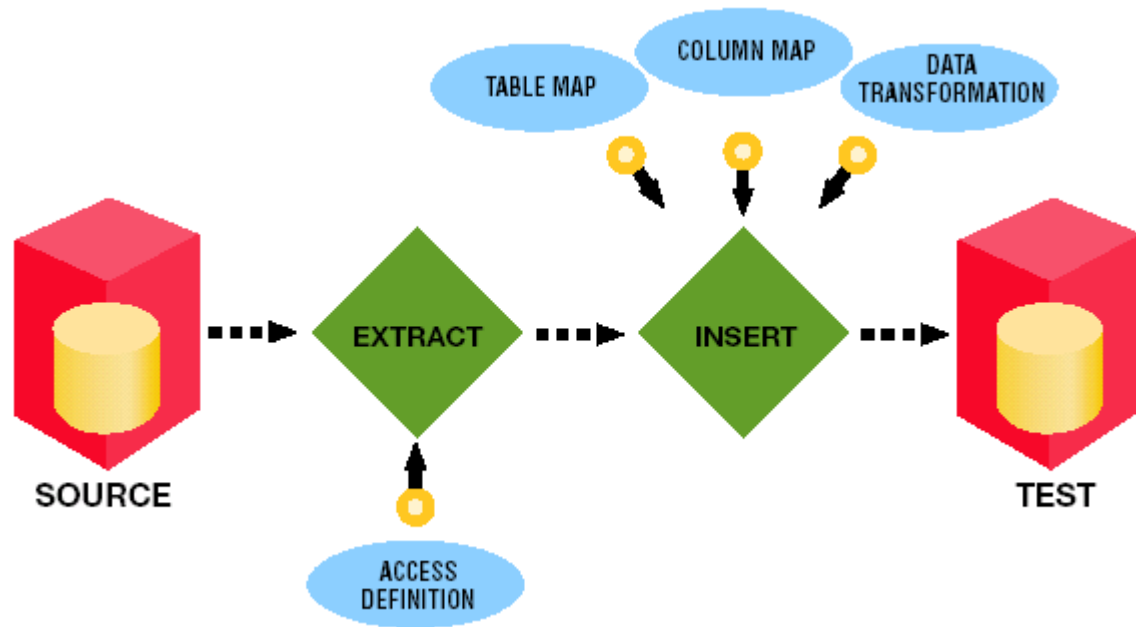 TABLE MAP
COLUMN MAP
DATA
TRANSFORMATION
EXTRACT
INSERT
SOURCE
TEST
ACCESS
DEFINITION